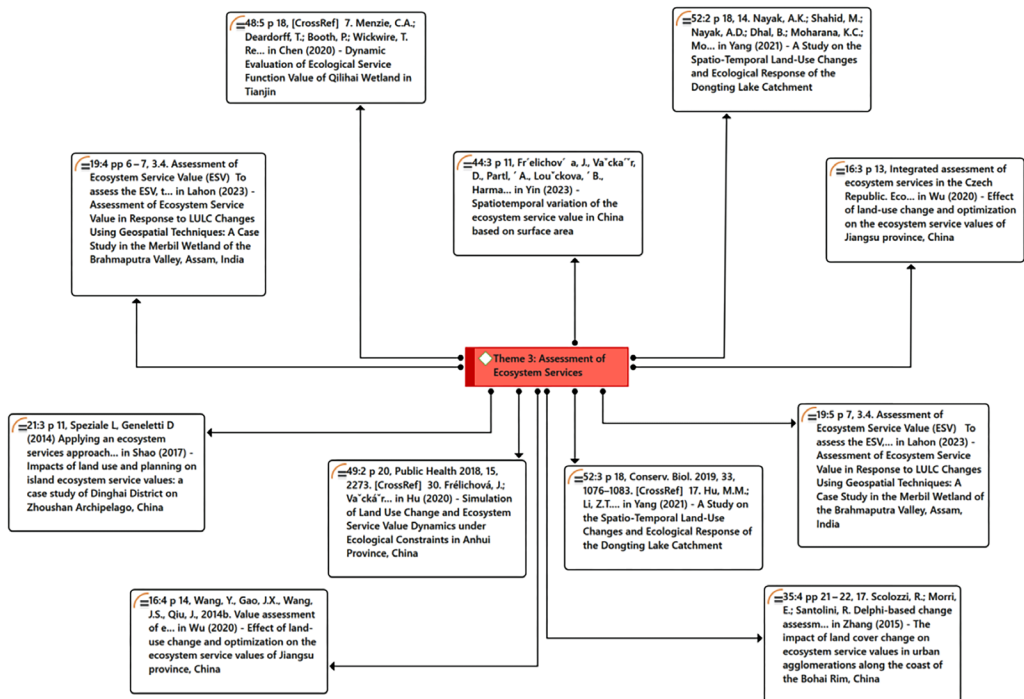 48:5 p 18, [CrossRef] 7. Menzie, C.A.;
Deardorff, T.; Booth, P.; Wickwire, T.
Re... in Chen (2020) - Dynamic
Evaluation of Ecological Service
Function Value of Qilihai Wetland in
Tianjin
52:2 p 18, 14. Nayak, A.K.; Shahid, M.;
Nayak, A.D.; Dhal, B.; Moharana, K.C.;
Mo... in Yang (2021) - A Study on the
Spatio-Temporal Land-Use Changes
and Ecological Response of the
Dongting Lake Catchment
19:4 pp 6 – 7, 3.4. Assessment of
Ecosystem Service Value (ESV) To
assess the ESV, t... in Lahon (2023) -
Assessment of Ecosystem Service
Value in Response to LULC Changes
Using Geospatial Techniques: A Case
Study in the Merbil Wetland of the
Brahmaputra Valley, Assam, India
44:3 p 11, Fr´elichov´ a, J., Vaˇcka´ˇr,
D., Partl, ´ A., Louˇckova, ´ B.,
Harma... in Yin (2023) -
Spatiotemporal variation of the
ecosystem service value in China
based on surface area
16:3 p 13, Integrated assessment of
ecosystem services in the Czech
Republic. Eco... in Wu (2020) - Effect
of land-use change and optimization
on the ecosystem service values of
Jiangsu province, China
Theme 3: Assessment of
Ecosystem Services
21:3 p 11, Speziale L, Geneletti D
(2014) Applying an ecosystem
services approach... in Shao (2017) -
Impacts of land use and planning on
island ecosystem service values: a
case study of Dinghai District on
Zhoushan Archipelago, China
49:2 p 20, Public Health 2018, 15,
2273. [CrossRef] 30. Frélichová, J.;
Vaˇckáˇr... in Hu (2020) - Simulation
of Land Use Change and Ecosystem
Service Value Dynamics under
Ecological Constraints in Anhui
Province, China
52:3 p 18, Conserv. Biol. 2019, 33,
1076–1083. [CrossRef] 17. Hu, M.M.;
Li, Z.T.... in Yang (2021) - A Study on
the Spatio-Temporal Land-Use
Changes and Ecological Response of
the Dongting Lake Catchment
19:5 p 7, 3.4. Assessment of
Ecosystem Service Value (ESV) To
assess the ESV,... in Lahon (2023) -
Assessment of Ecosystem Service
Value in Response to LULC Changes
Using Geospatial Techniques: A
Case Study in the Merbil Wetland of
the Brahmaputra Valley, Assam,
India
16:4 p 14, Wang, Y., Gao, J.X., Wang,
J.S., Qiu, J., 2014b. Value assessment
of e... in Wu (2020) - Effect of land-
use change and optimization on the
ecosystem service values of Jiangsu
province, China
35:4 pp 21 – 22, 17. Scolozzi, R.; Morri,
E.; Santolini, R. Delphi-based change
assessm... in Zhang (2015) - The
impact of land cover change on
ecosystem service values in urban
agglomerations along the coast of
the Bohai Rim, China